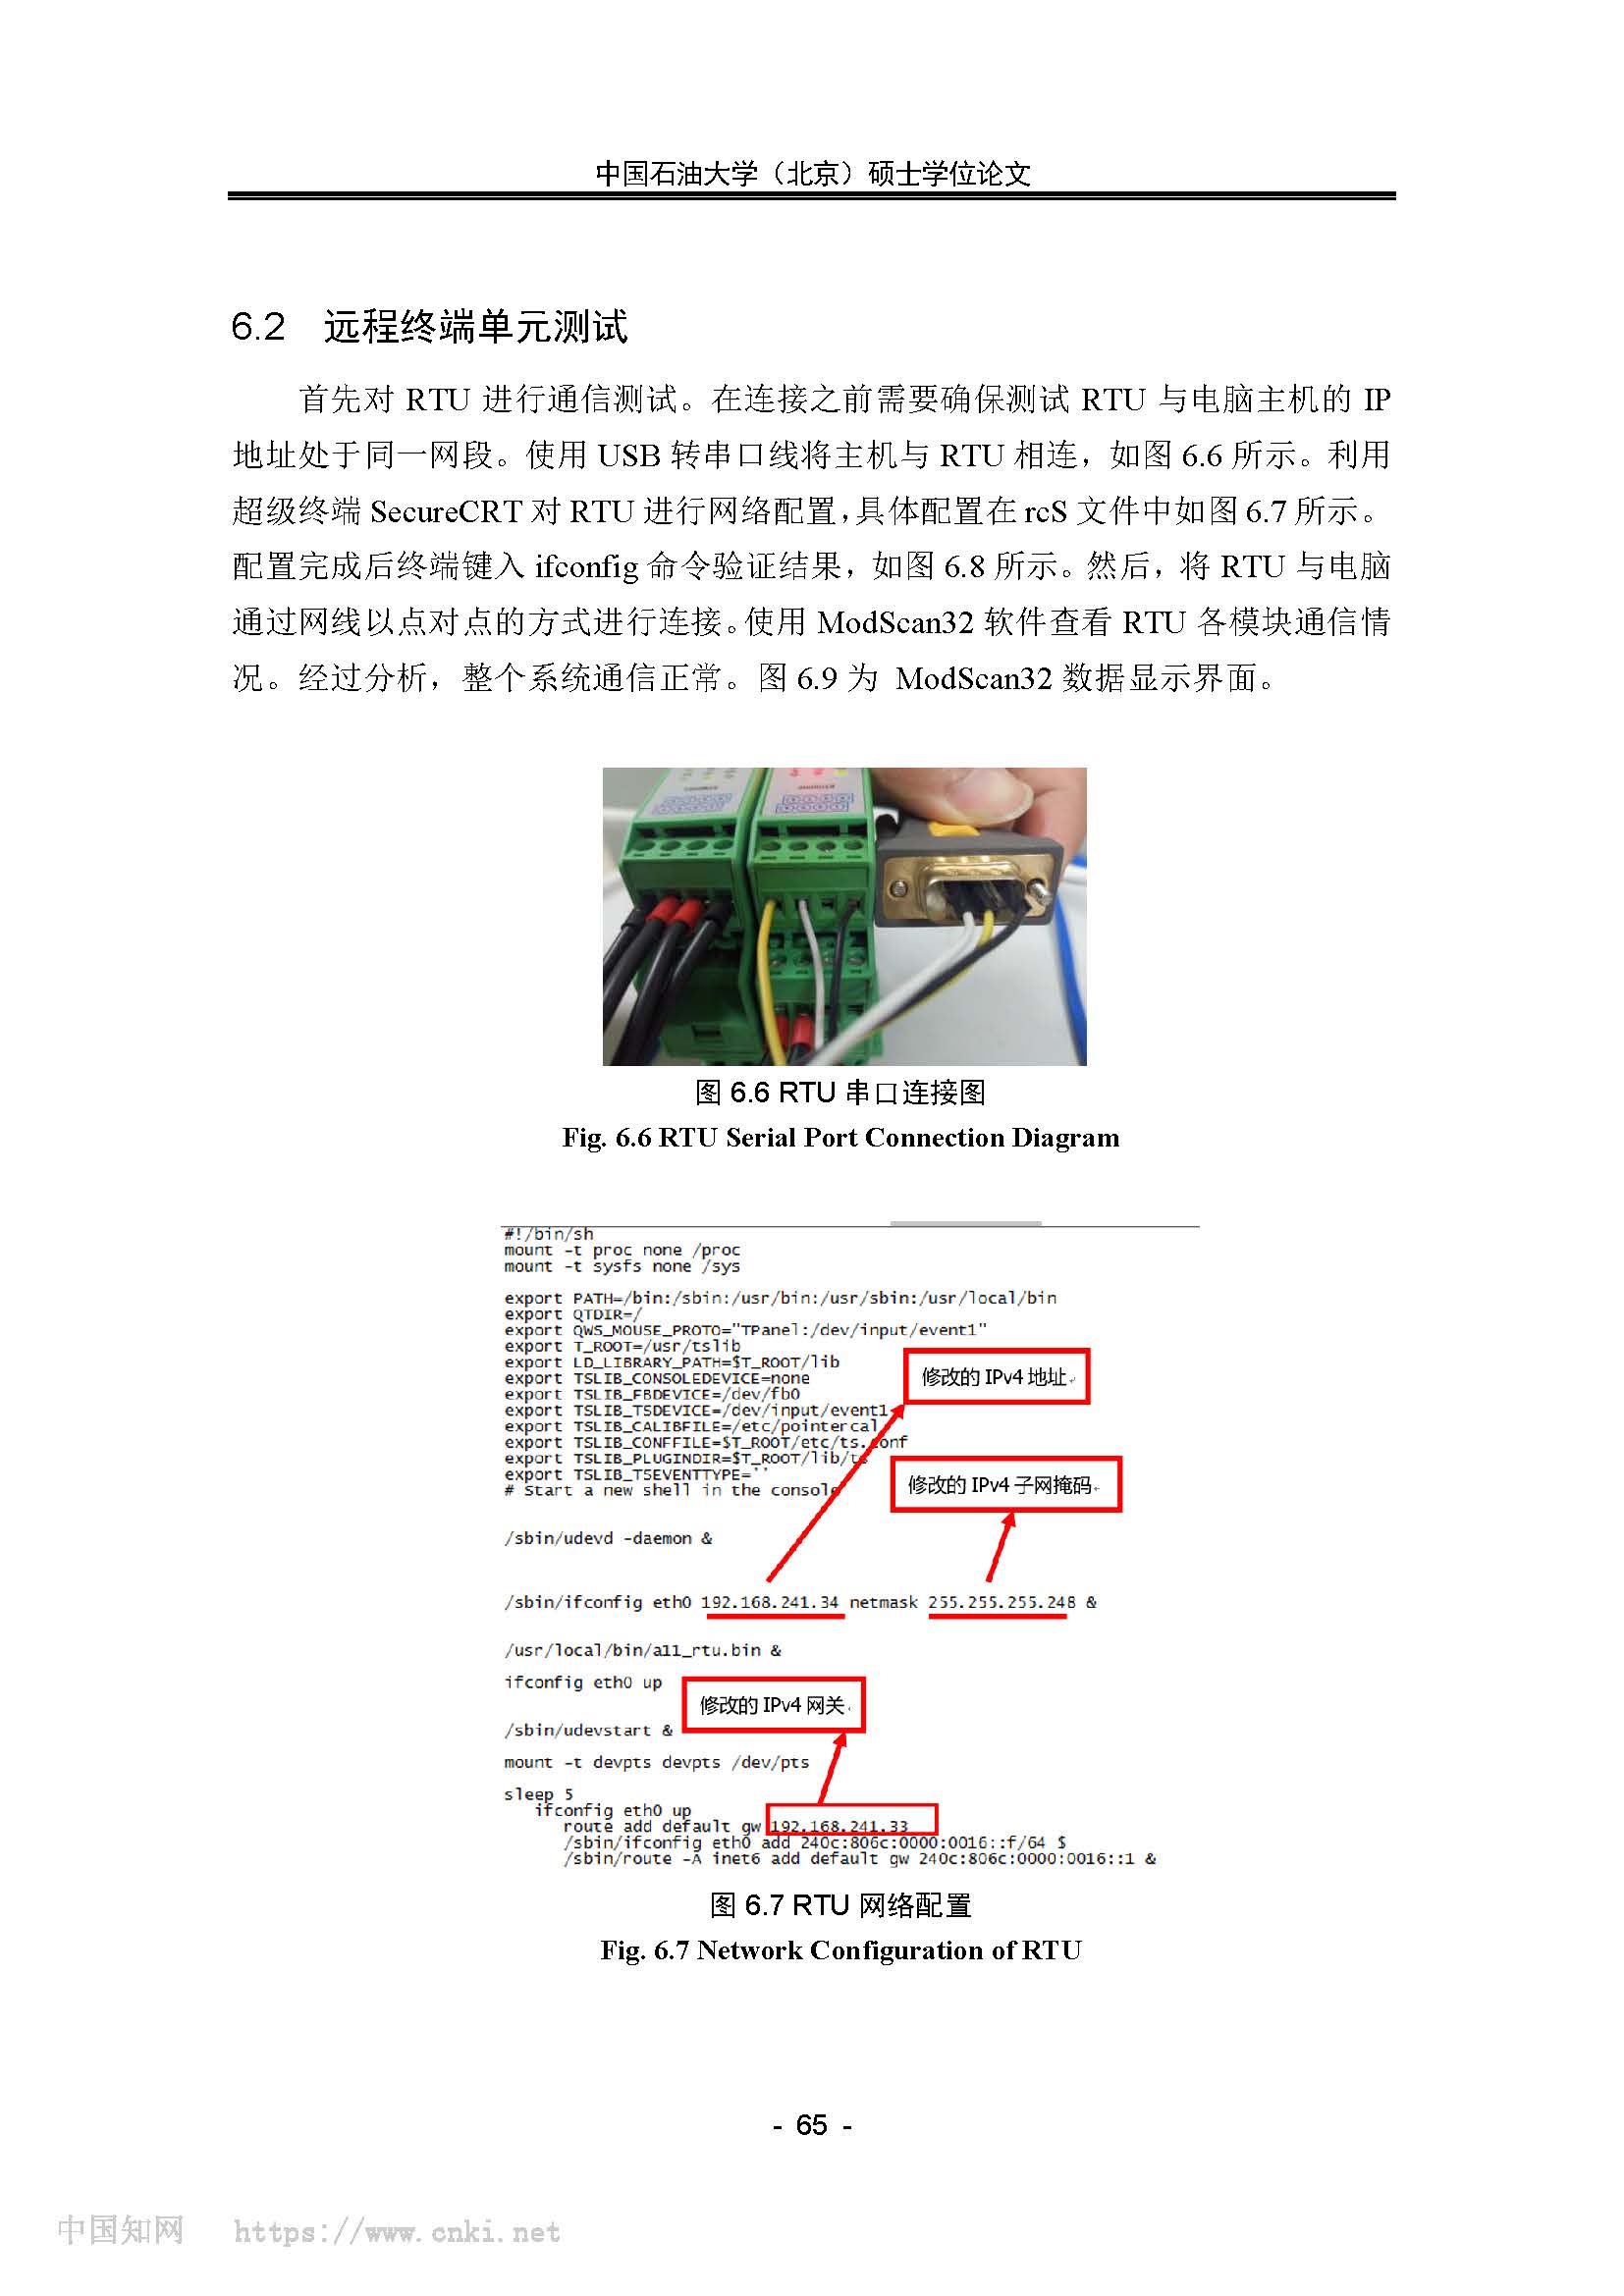 中国石油大学（北京）硕士学位论文
6.2 远程终端单元测试
首先对 RTU 进行通信测试。在连接之前需要确保测试 RTU 与电脑主机的 IP
地址处于同一网段。使用 USB 转串口线将主机与 RTU 相连，如图 6.6 所示。利用
超级终端 SecureCRT 对 RTU 进行网络配置，具体配置在 rcS 文件中如图 6.7 所示。
配置完成后终端键入 ifconfig 命令验证结果，如图 6.8 所示。然后，将 RTU 与电脑
通过网线以点对点的方式进行连接。使用 ModScan32 软件查看 RTU 各模块通信情
况。经过分析，整个系统通信正常。图 6.9 为 ModScan32 数据显示界面。
图 6.6 RTU 串口连接图
Fig. 6.6 RTU Serial Port Connection Diagram
#!/bin/sh
mount -t proc none /proc
mount -t sysfs none /sys
export PATH=/bin:/sbin:/usr/bin:/usr/sbin:/usr/local/bin
export QTDIR=/
export QWS_MOUSE_PROTO="TPanel:/dev/input/event1"
export T_ROOT=/usr/tslib
export LD_LIBRARY_PATH=$T_ROOT/lib
export TSLIB_CONSOLEDEVICE=none
export TSLIB_FBDEVICE=/dev/fb0
export TSLIB_TSDEVICE=/dev/input/event1
export TSLIB_CALIBFILE=/etc/pointercal
export TSLIB_CONFFILE=$T_ROOT/etc/ts.conf
export TSLIB_PLUGINDIR=$T_ROOT/lib/ts
export TSLIB_TSEVENTTYPE=''
# Start a new shell in the console
修改的 IPv4 地址
修改的 IPv4 子网掩码
/sbin/udevd -daemon &
/sbin/ifconfig eth0 192.168.241.34 netmask 255.255.255.248 &
/usr/local/bin/a11_rtu.bin &
ifconfig eth0 up
修改的 IPv4 网关
/sbin/udevstart &
mount -t devpts devpts /dev/pts
sleep 5
ifconfig eth0 up
route add default gw 192.168.241.33
/sbin/ifconfig eth0 add 240c:806c:0000:0016::f/64 $
/sbin/route -A inet6 add default gw 240c:806c:0000:0016::1 &
图 6.7 RTU 网络配置
Fig. 6.7 Network Configuration of RTU
- 65 -
中国知网 https://www.cnki.net